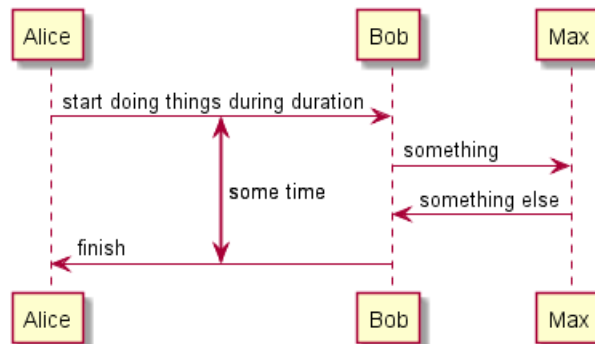 Alice
Bob
Max
start doing things during duration
something
some time
something else
finish
Alice
Bob
Max